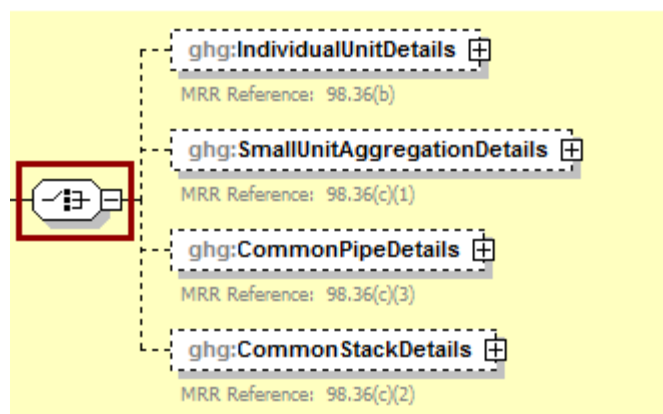 ghg:IndividualUnitDetails
MRR Reference: 98.36(b)
ghg:SmallUnitAggregationDetails
MRR Reference: 98.36(c)(1)
ghg:CommonPipeDetails
MRR Reference: 98.36(c)(3)
ghg:CommonStackDetails
MRR Reference: 98.36(c)(2)